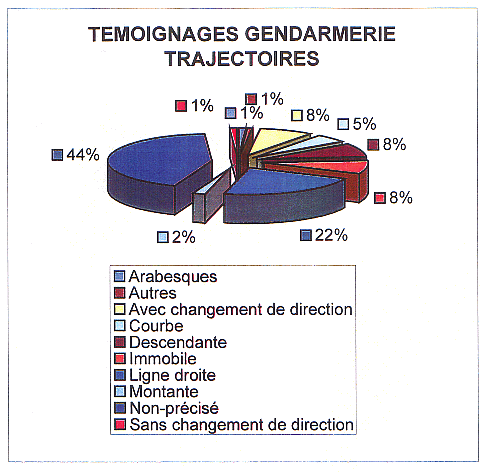 TEMOIGNAGES GENDARMERIE
TRAJECTOIRES
1%
1%
1%
8%
5%
8%
8%
22%
2%
44%
Arabesques
Autres
Avec changement de direction
Courbe
Descendante
Immobile
Ligne droite
Montante
Non-précisé
Sans changement de direction